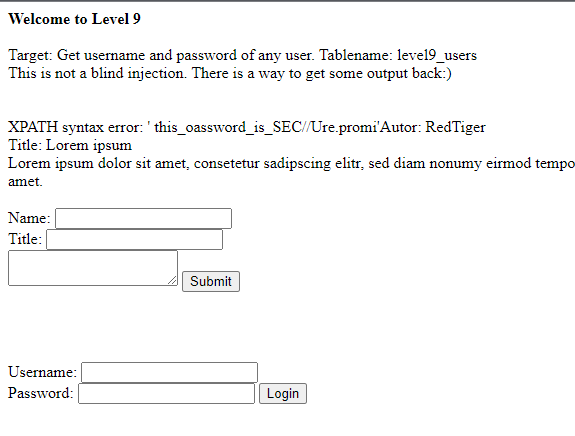 Welcome to Level 9
Target: Get username and password of any user. Tablename: level9_users
This is not a blind injection. There is a way to get some output back:)
XPATH syntax error: ' this_oassword_is_SEC//Ure.promi'Autor: RedTiger
Title: Lorem ipsum
Lorem ipsum dolor sit amet, consetetur sadipscing elitr, sed diam nonumy eirmod tempo
amet.
Name:
Title:
Submit
Username:
Password: Login